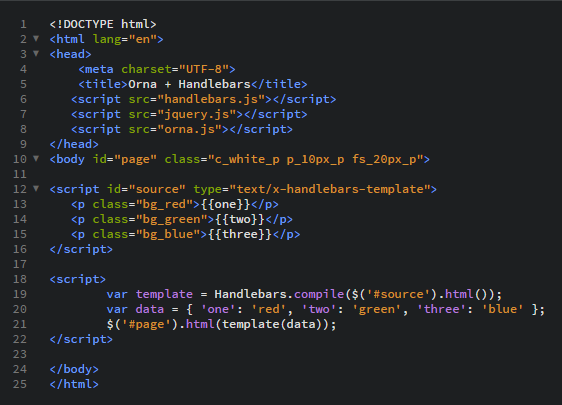 1 <!DOCTYPE html>
2 <html lang="en">
3 <head>
4 <meta charset="UTF-8">
5 <title>Orna + Handlebars</title>
6 <script src="handlebars.js"></script>
7 <script src="jquery.js"></script>
8 <script src="orna.js"></script>
9 </head>
10 <body id="page" class="c_white_p p_10px_p fs_20px_p">
11
12 <script id="source" type="text/x-handlebars-template">
13 <p class="bg_red">{{one}}</p>
14 <p class="bg_green">{{two}}</p>
15 <p class="bg_blue">{{three}}</p>
16 </script>
17
18 <script>
19 var template = Handlebars.compile($('#source').html());
20 var data = { 'one': 'red', 'two': 'green', 'three': 'blue' };
21 $('#page').html(template(data));
22 </script>
23
24 </body>
25 </html>